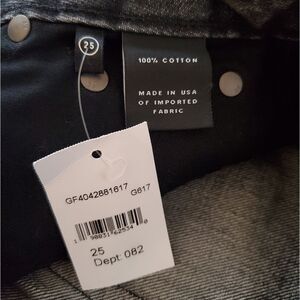 25
100% COTTON
MADE IN USA
OF IMPORTED
FABRIC
GF4042881617
G617
25
Dept: 082